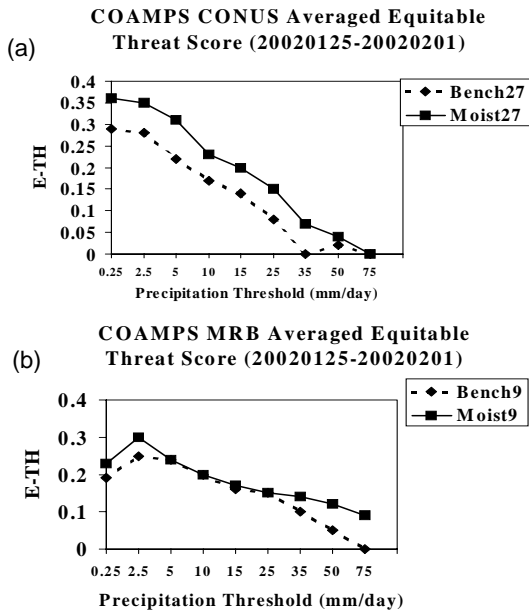 COAMPS CONUS Averaged Equitable
Threat Score (20020125-20020201)
(a)
Bench27
Moist27
0.4
0.35
0.3
0.25
0.2
0.15
0.1
0.05
0
E-TH
0.25 2.5 5 10 15 25 35 50 75
Precipitation Threshold (mm/day)
COAMPS MRB Averaged Equitable
Threat Score (20020125-20020201)
(b)
Bench9
Moist9
0.4
0.3
0.2
0.1
0
E-TH
0.25 2.5 5 10 15 25 35 50 75
Precipitation Threshold (mm/day)